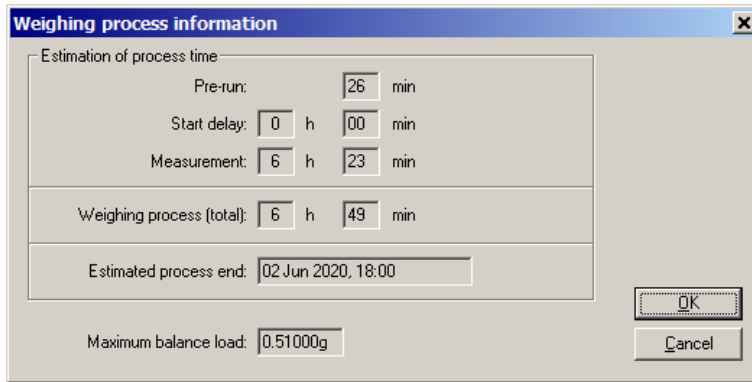 Weighing process information
Estimation of process time
Pre-run: 26 min
Start delay: 0 h 00 min
Measurement: 6 h 23 min
Weighing process (total): 6 h 49 min
Estimated process end: 02 Jun 2020, 18:00
OK
Maximum balance load: 0.51000g
Cancel